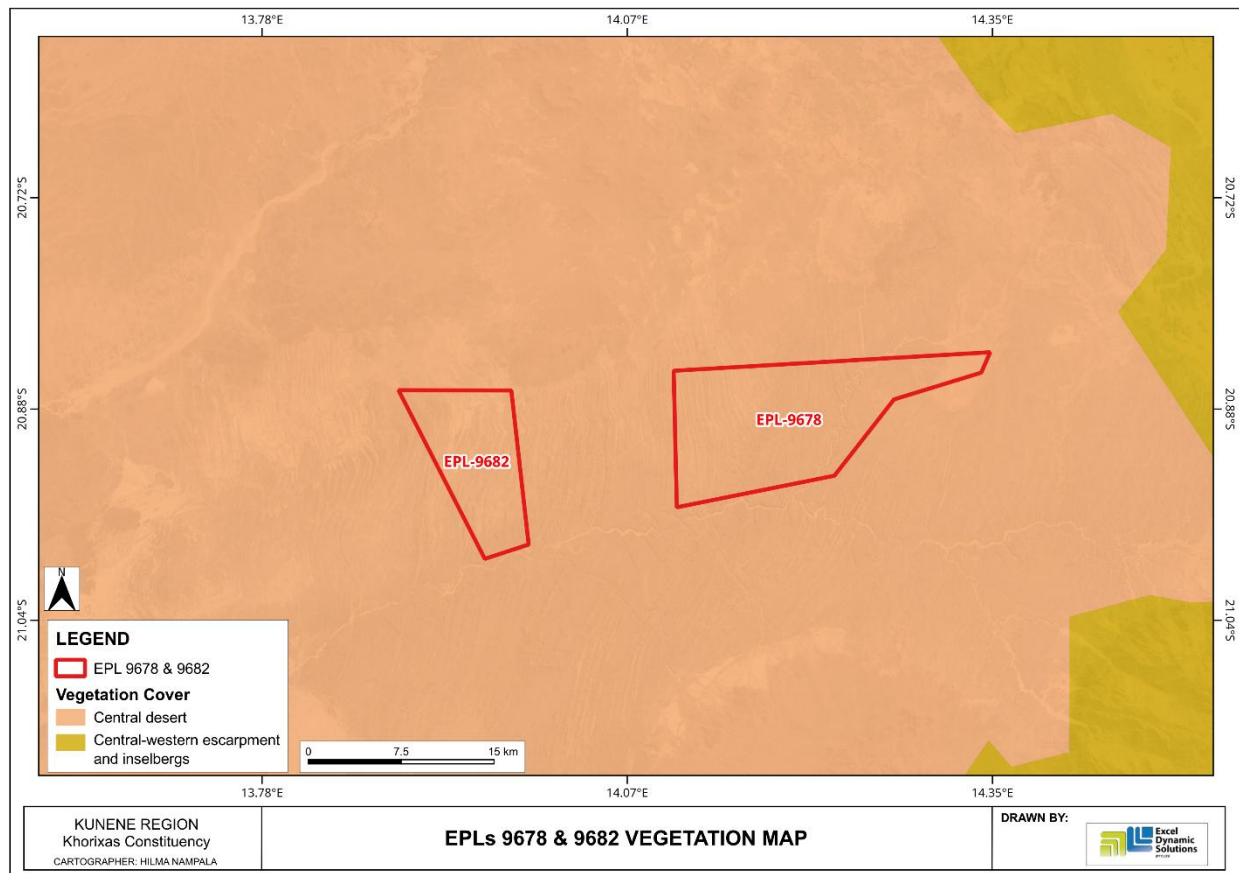 13.78°E
14.07°E
14.35°E
20.72°S
20.72°S
20.88°S
20.88°S
EPL-9678
EPL-9682
N
21.04°S
21.04°S
LEGEND
EPL 9678 & 9682
Vegetation Cover
Central desert
Central-western escarpment
and inselbergs
0
7.5
15 km
13.78°E
14.07°E
14.35°E
KUNENE REGION
Khorixas Constituency
CARTOGRAPHER: HILMA NAMPALA
EPLs 9678 & 9682 VEGETATION MAP
DRAWN BY:
Excel
Dynamic
Solutions